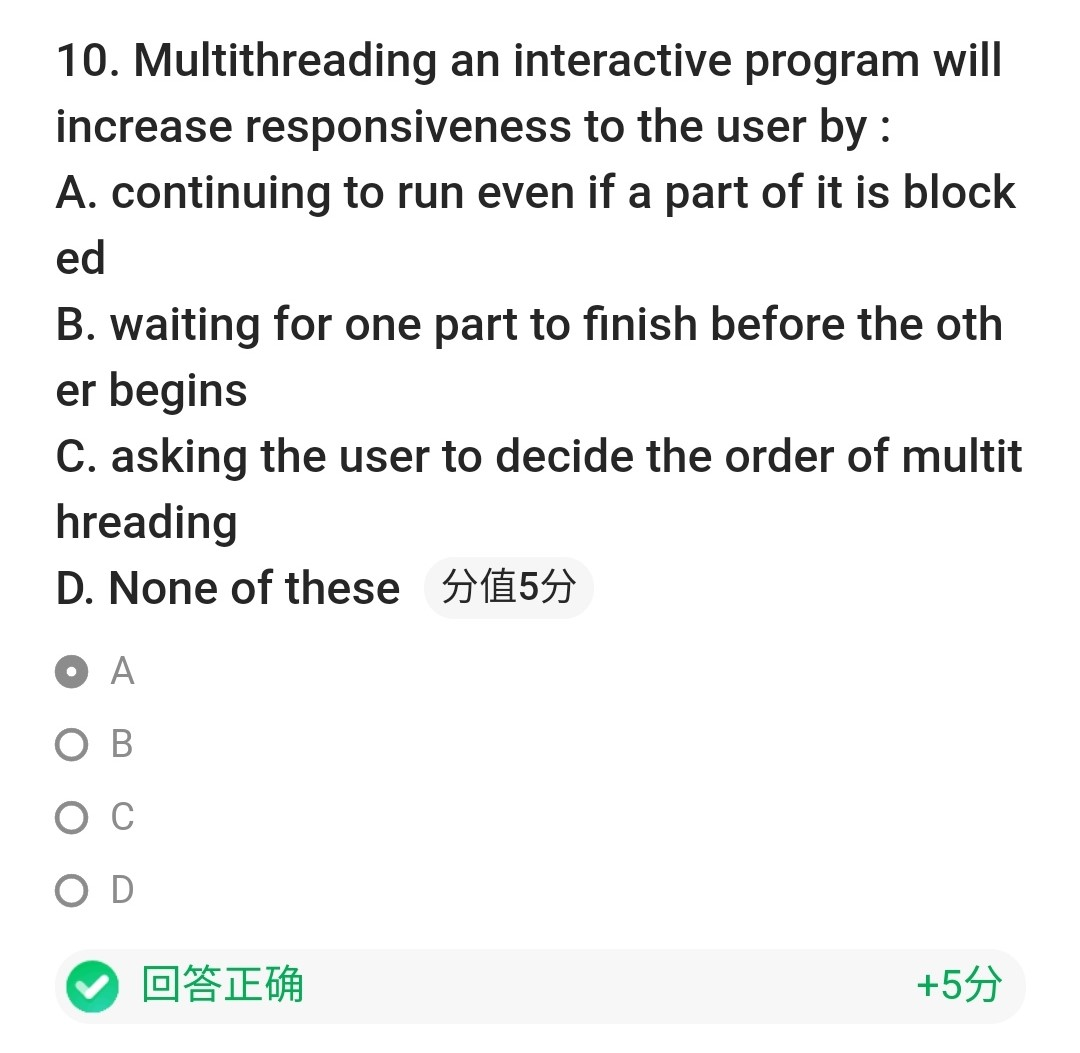 10. Multithreading an interactive program will
increase responsiveness to the user by :
A. continuing to run even if a part of it is block
ed
B. waiting for one part to finish before the oth
er begins
C. asking the user to decide the order of multit
hreading
D. None of these 分值5分
A
B
C
D
回答正确 +5分